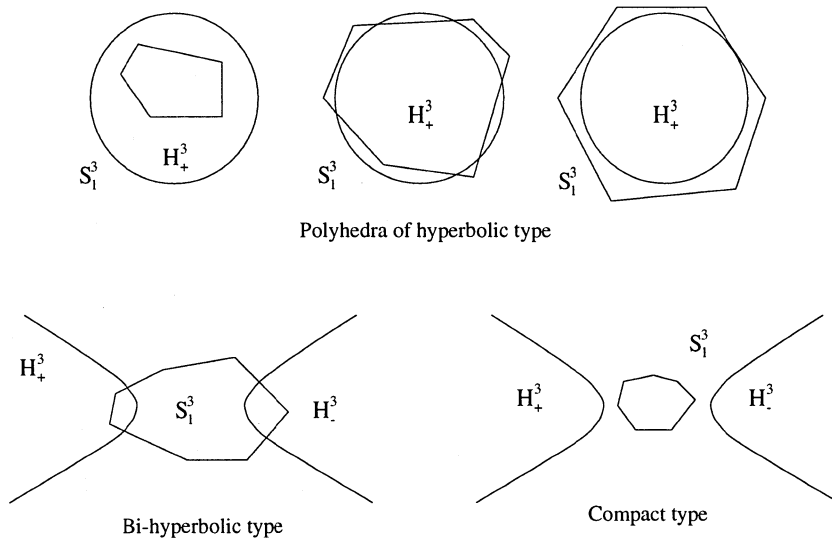 H³₊
S³₁
H³₊
S³₁
H³₊
S³₁
Polyhedra of hyperbolic type
H³₊
S³₁
H³₋
Bi-hyperbolic type
S³₁
H³₊
H³₋
Compact type